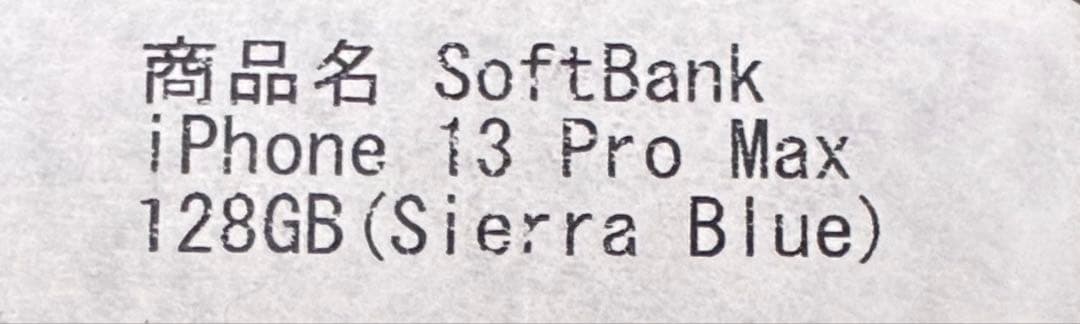 商品名 SoftBank
iPhone 13 Pro Max
128GB(Sierra Blue)